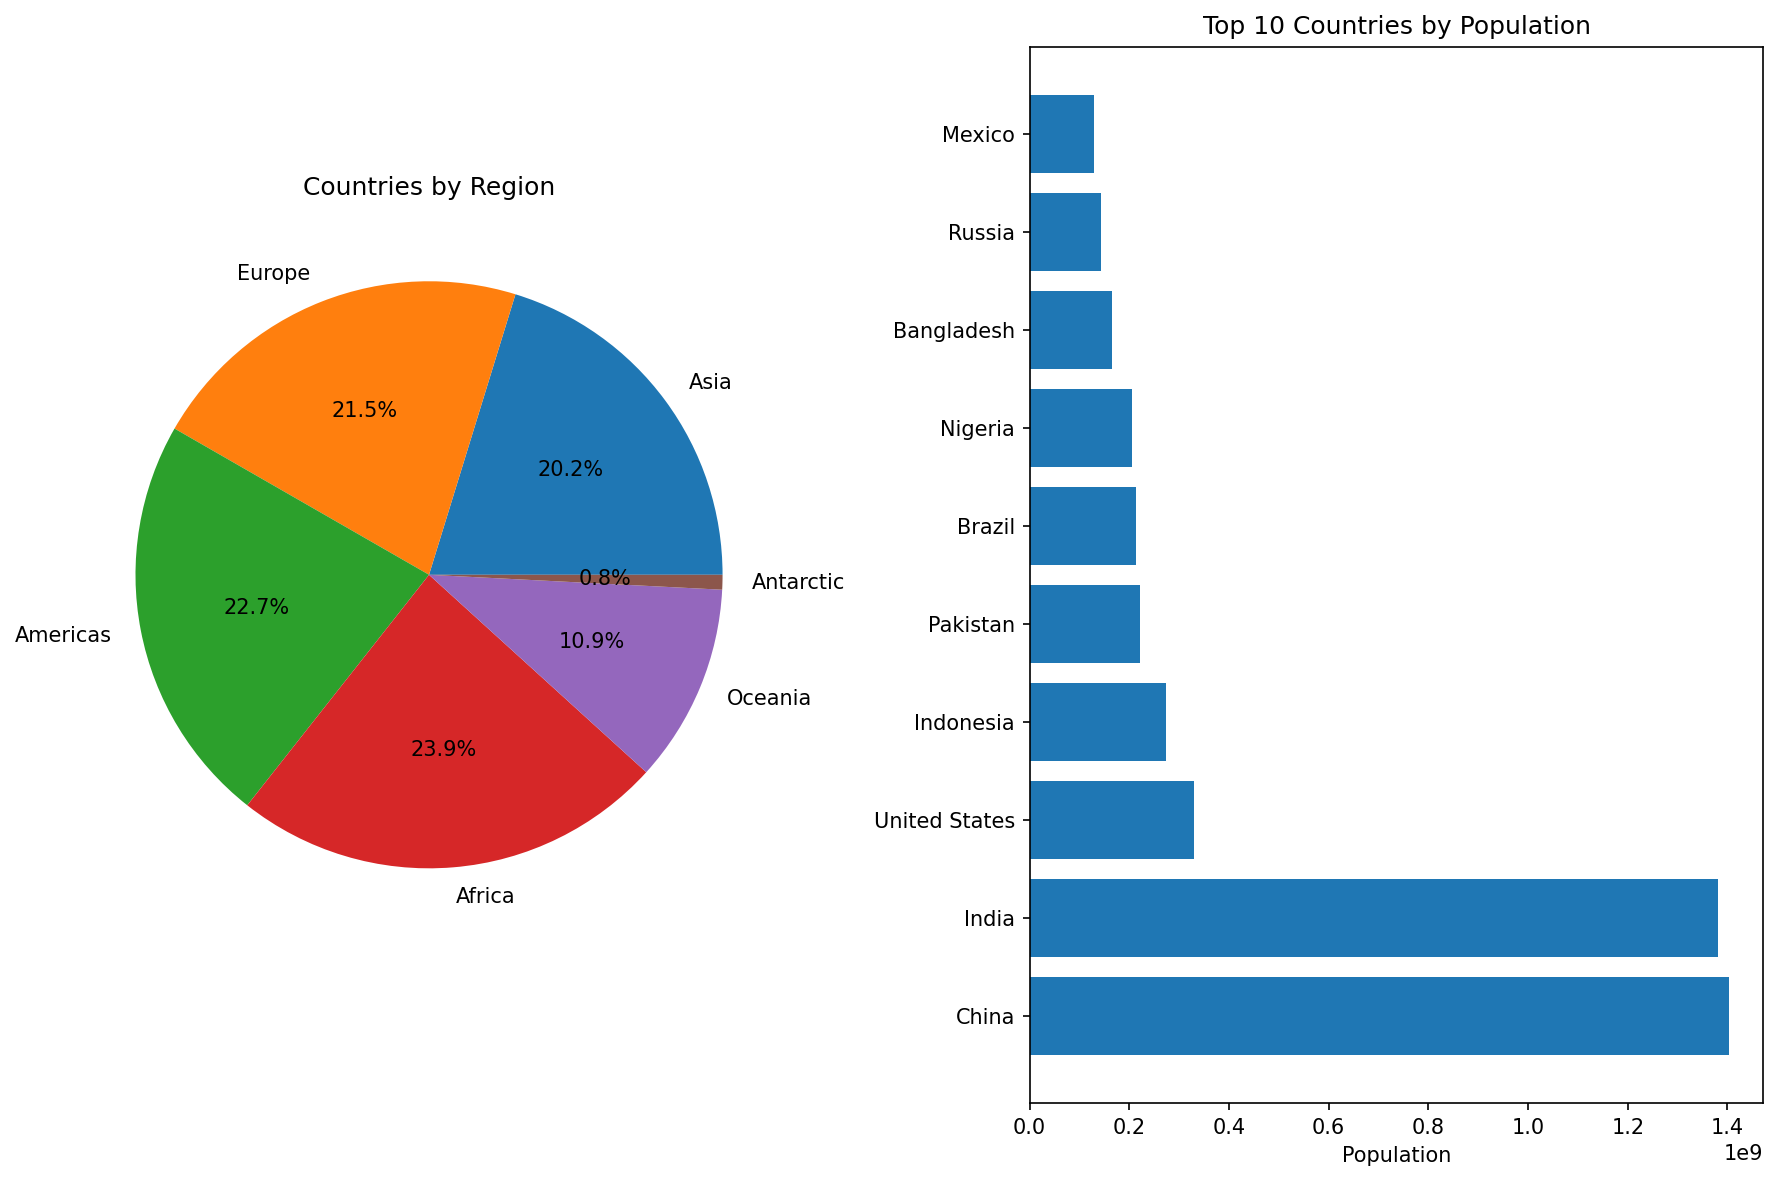 Countries by Region
Europe
Asia
21.5%
20.2%
0.8%
Antarctic
22.7%
Americas
10.9%
Oceania
23.9%
Africa
Top 10 Countries by Population
Mexico
Russia
Bangladesh
Nigeria
Brazil
Pakistan
Indonesia
United States
India
China
0.0 0.2 0.4 0.6 0.8 1.0 1.2 1.4
1e9
Population